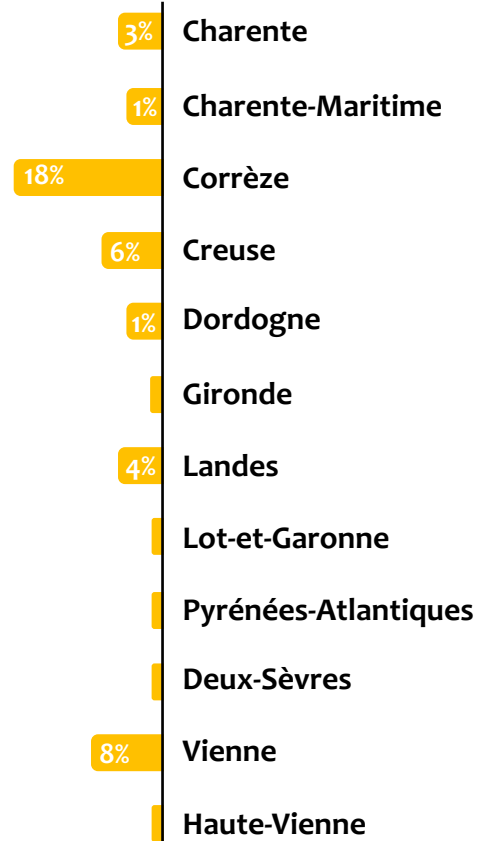 3% Charente
1% Charente-Maritime
18% Corrèze
6% Creuse
1% Dordogne
Gironde
4% Landes
Lot-et-Garonne
Pyrénées-Atlantiques
Deux-Sèvres
8% Vienne
Haute-Vienne